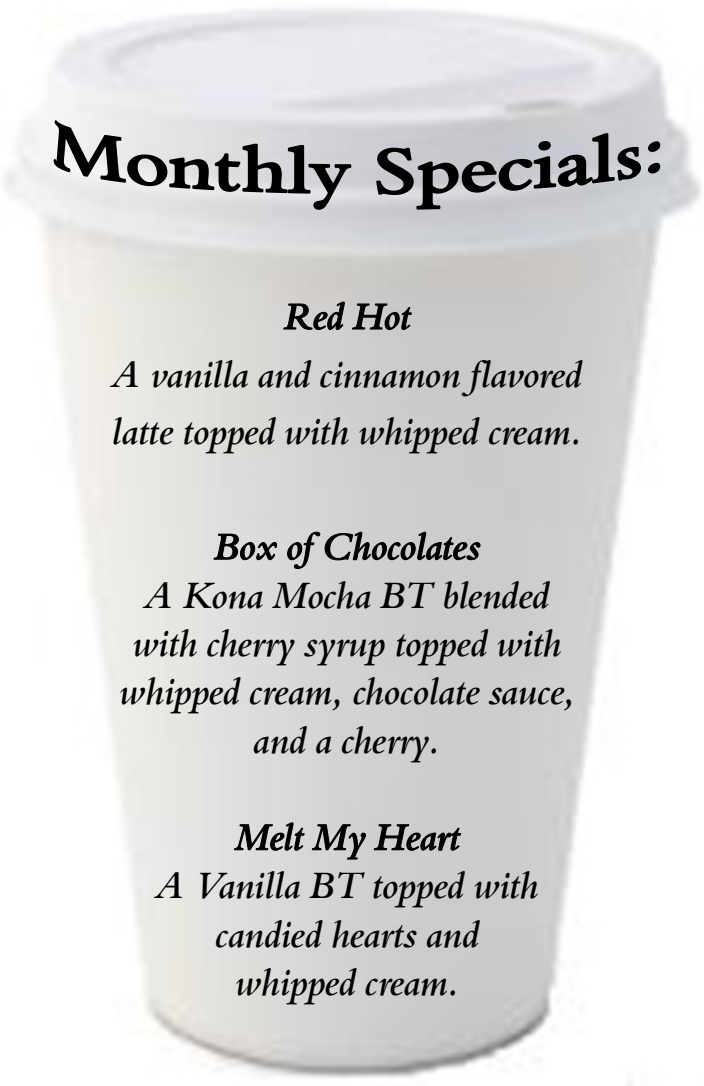 Monthly Specials:
Red Hot
A vanilla and cinnamon flavored
latte topped with whipped cream.
Box of Chocolates
A Kona Mocha BT blended
with cherry syrup topped with
whipped cream, chocolate sauce,
and a cherry.
Melt My Heart
A Vanilla BT topped with
candied hearts and
whipped cream.